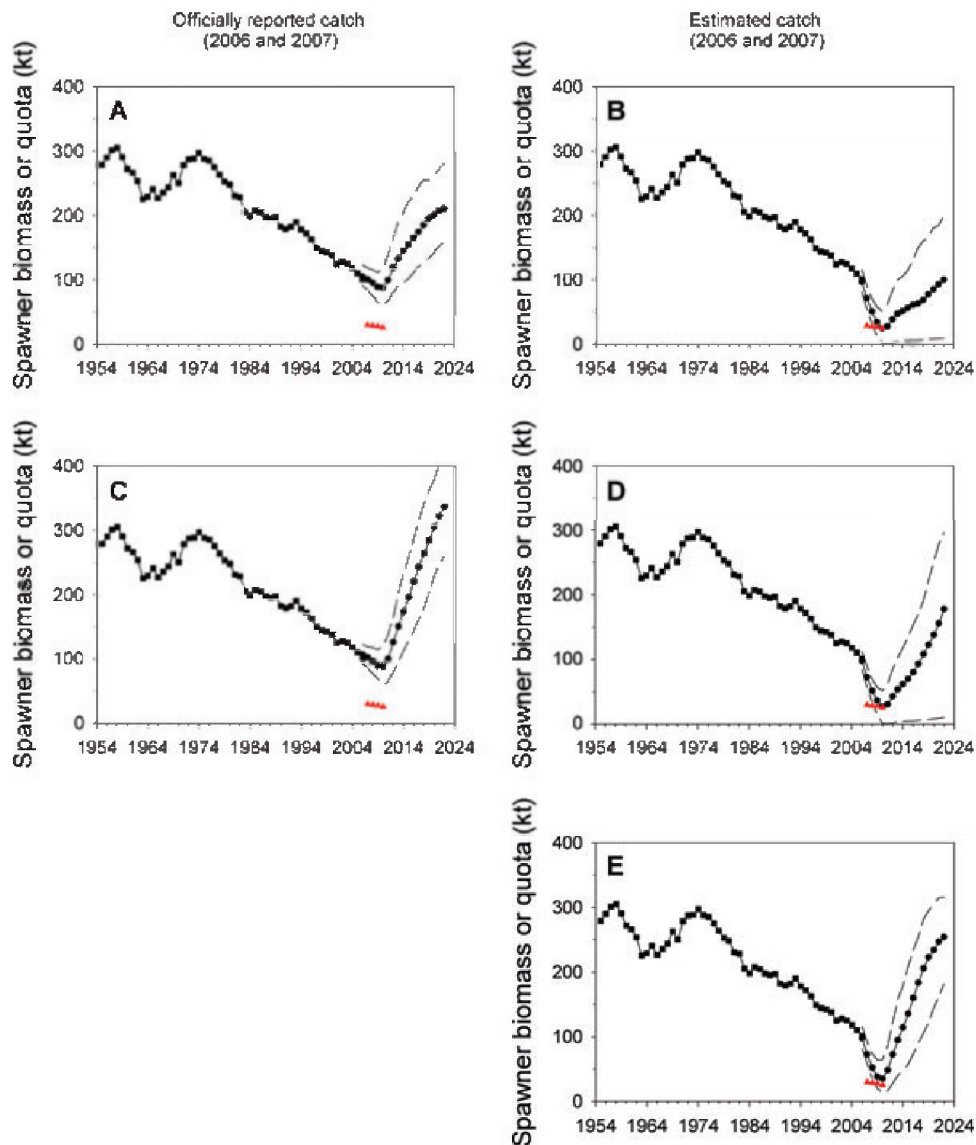 Officially reported catch
(2006 and 2007)
Estimated catch
(2006 and 2007)
Spawner biomass or quota (kt)
400
300
200
100
0
A
1954 1964 1974 1984 1994 2004 2014 2024
Spawner biomass or quota (kt)
400
300
200
100
0
B
1954 1964 1974 1984 1994 2004 2014 2024
Spawner biomass or quota (kt)
400
300
200
100
0
C
1954 1964 1974 1984 1994 2004 2014 2024
Spawner biomass or quota (kt)
400
300
200
100
0
D
1954 1964 1974 1984 1994 2004 2014 2024
Spawner biomass or quota (kt)
400
300
200
100
0
E
1954 1964 1974 1984 1994 2004 2014 2024